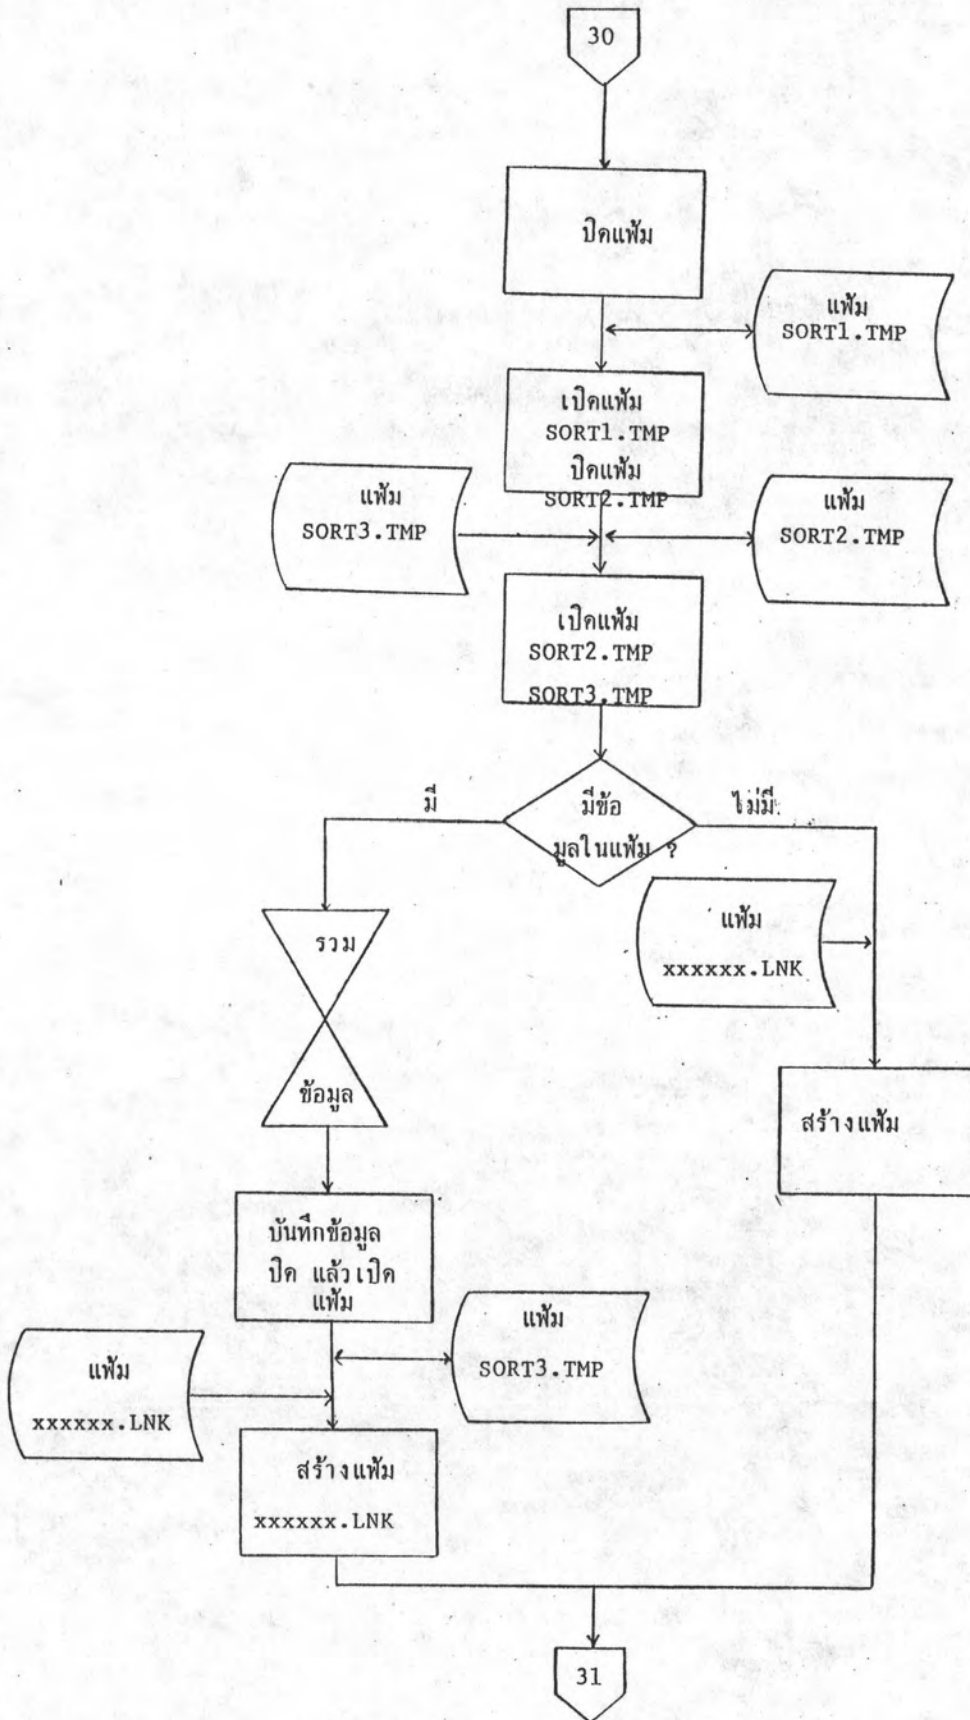 30
ปิดแฟ้ม
แฟ้ม
SORT1.TMP
เปิดแฟ้ม
SORT1.TMP
ปิดแฟ้ม
SORT2.TMP
แฟ้ม
SORT3.TMP
แฟ้ม
SORT2.TMP
เปิดแฟ้ม
SORT2.TMP
SORT3.TMP
มีข้อ
มูลในแฟ้ม ?
มี
ไม่มี
แฟ้ม
xxxxxx.LNK
รวม
ข้อมูล
สร้างแฟ้ม
บันทึกข้อมูล
ปิด แล้วเปิด
แฟ้ม
แฟ้ม
SORT3.TMP
แฟ้ม
xxxxxx.LNK
สร้างแฟ้ม
xxxxxx.LNK
31